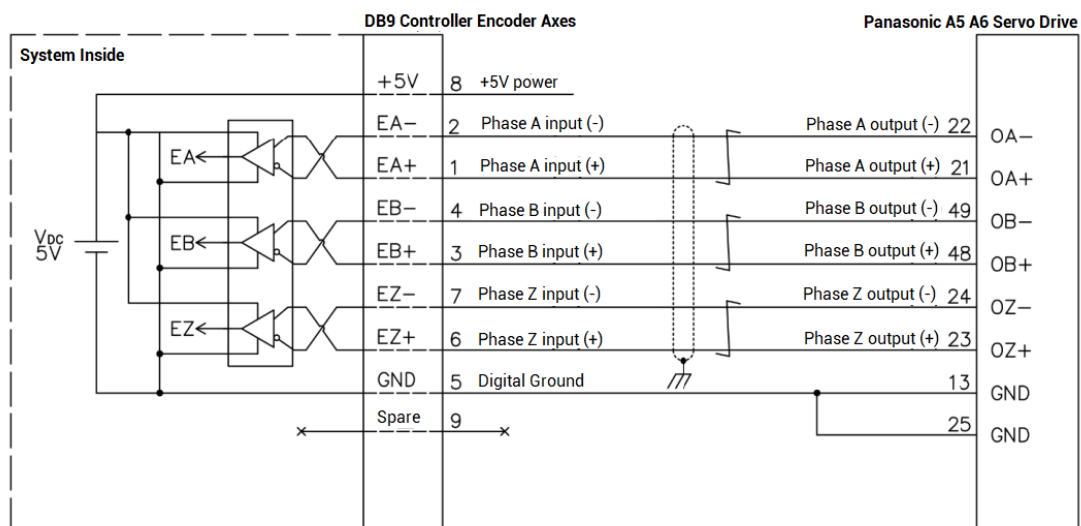 DB9 Controller Encoder Axes
Panasonic A5 A6 Servo Drive
System Inside
+5V 8 +5V power
EA- 2 Phase A input (-) Phase A output (-) 22 OA-
EA
EA+ 1 Phase A input (+) Phase A output (+) 21 OA+
EB- 4 Phase B input (-) Phase B output (-) 49 OB-
VDC
5V
EB
EB+ 3 Phase B input (+) Phase B output (+) 48 OB+
EZ- 7 Phase Z input (-) Phase Z output (-) 24 OZ-
EZ
EZ+ 6 Phase Z input (+) Phase Z output (+) 23 OZ+
GND 5 Digital Ground 13 GND
Spare 9
25 GND